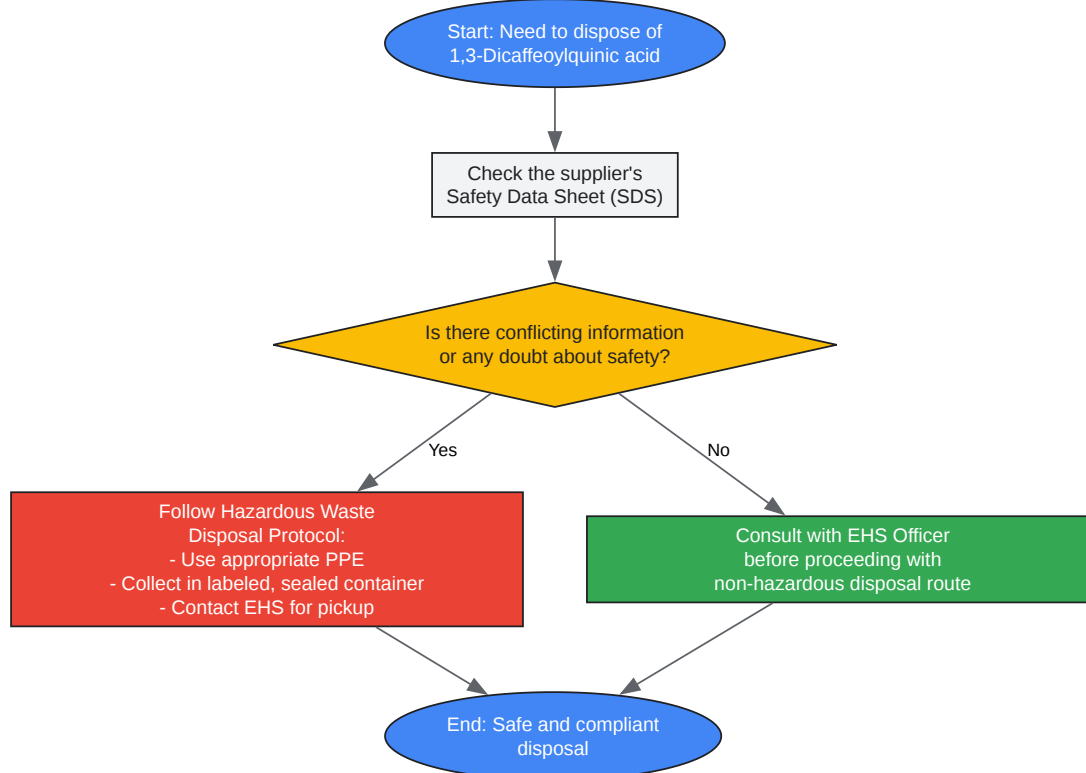 Start: Need to dispose of
1,3-Dicaffeoylquinic acid
Check the supplier's
Safety Data Sheet (SDS)
Is there conflicting information
or any doubt about safety?
Yes
No
Follow Hazardous Waste
Disposal Protocol:
- Use appropriate PPE
- Collect in labeled, sealed container
- Contact EHS for pickup
Consult with EHS Officer
before proceeding with
non-hazardous disposal route
End: Safe and compliant
disposal